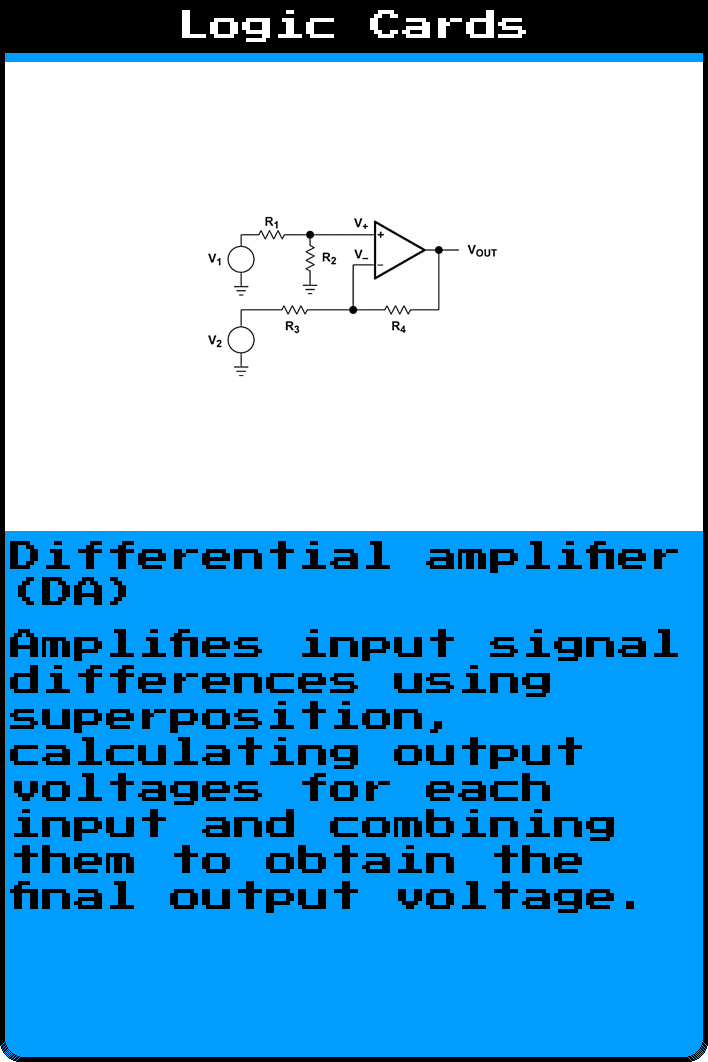 Logic Cards
R1
V+
V1
R2
V–
VOUT
R3
R4
V2
Differential amplifier
(DA)
Amplifies input signal
differences using
superposition,
calculating output
voltages for each
input and combining
them to obtain the
final output voltage.